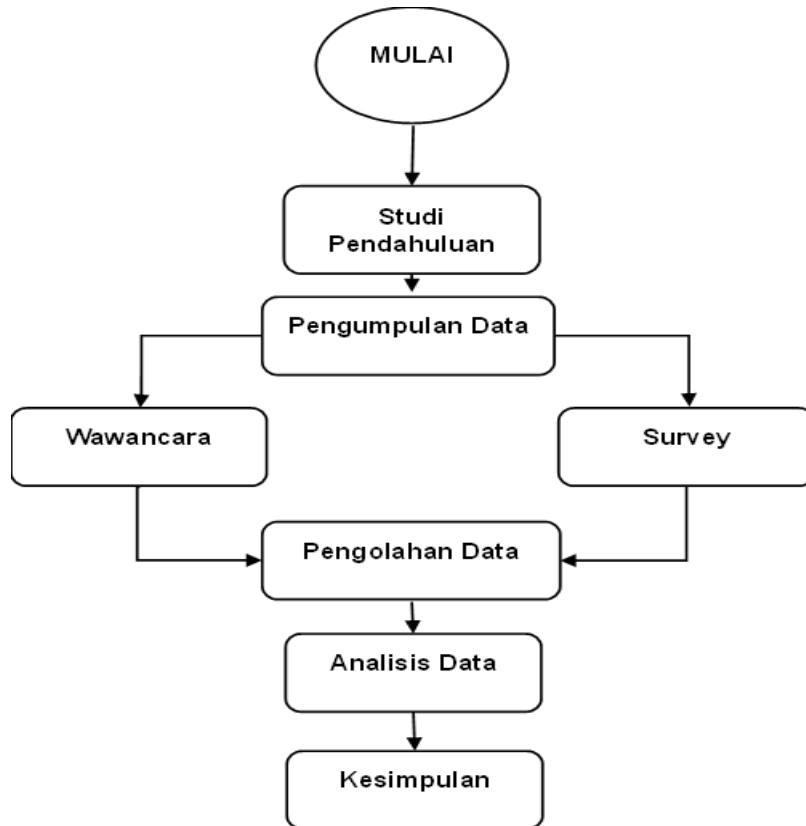 MULAI
Studi
Pendahuluan
Pengumpulan Data
Wawancara
Survey
Pengolahan Data
Analisis Data
Kesimpulan